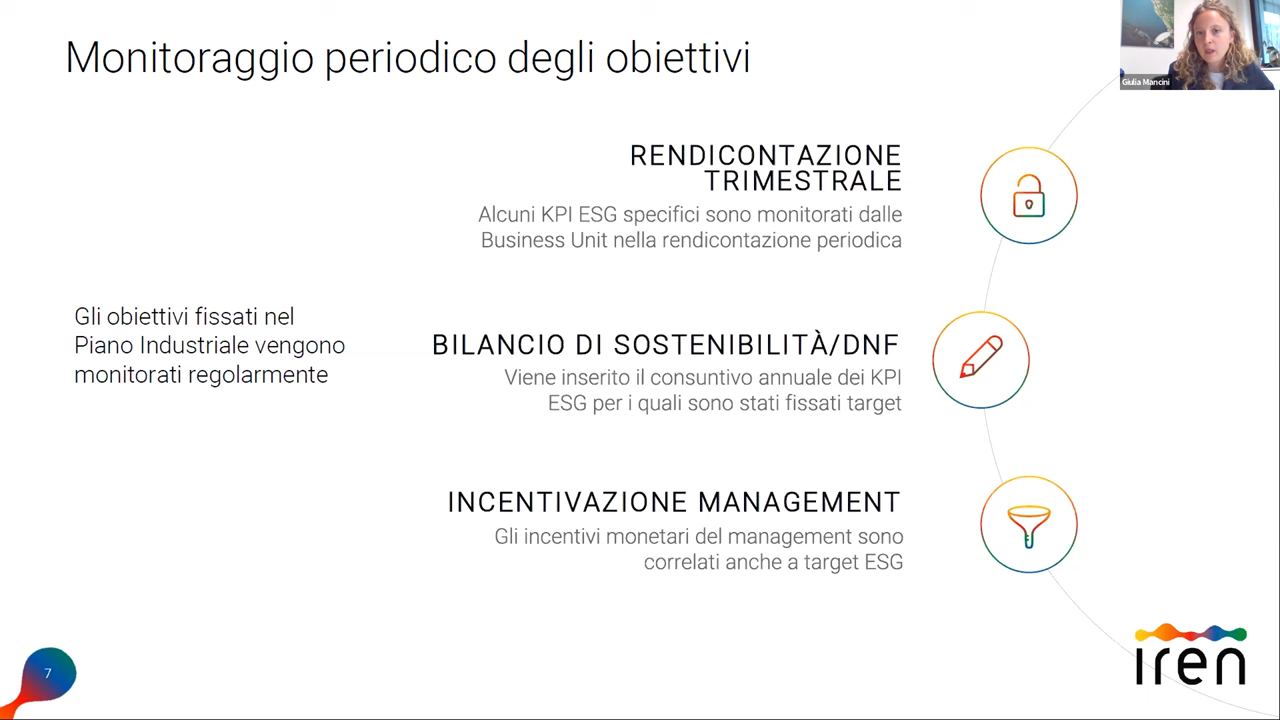 Monitoraggio periodico degli obiettivi
Giulia Mancini
RENDICONTAZIONE
TRIMESTRALE
Alcuni KPI ESG specifici sono monitorati dalle
Business Unit nella rendicontazione periodica
Gli obiettivi fissati nel
Piano Industriale vengono
monitorati regolarmente
BILANCIO DI SOSTENIBILITÀ/DNF
Viene inserito il consuntivo annuale dei KPI
ESG per i quali sono stati fissati target
INCENTIVAZIONE MANAGEMENT
Gli incentivi monetari del management sono
correlati anche a target ESG
7
iren